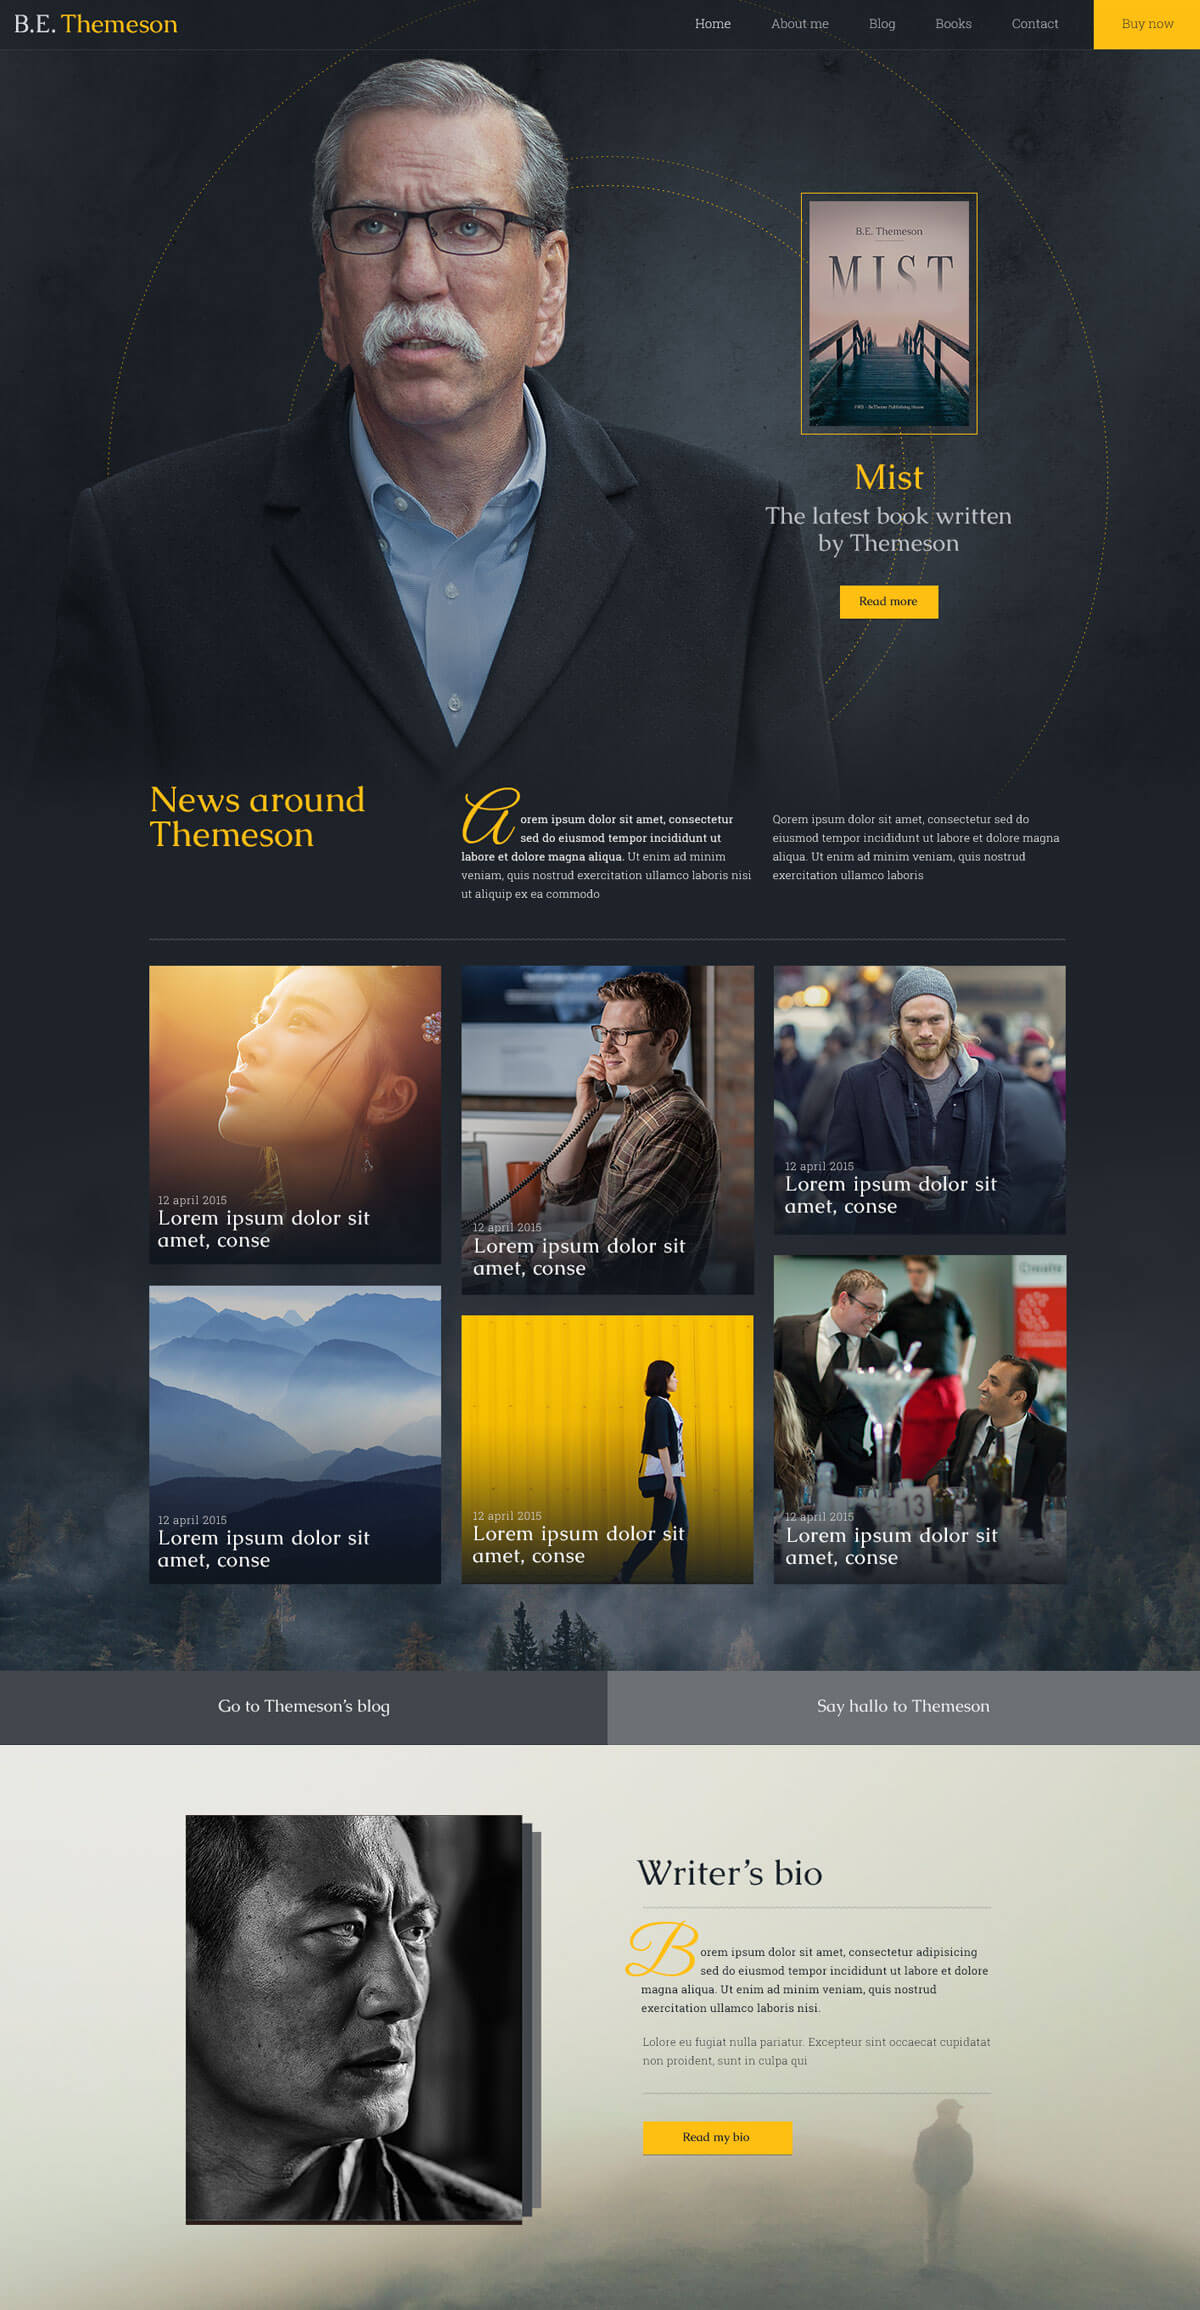 B.E. Themeson
Home
About me
Blog
Books
Contact
Buy now
B.E. Themeson
MIST
Mist
The latest book written
by Themeson
Read more
News around
Themeson
A
orem ipsum dolor sit amet, consectetur
sed do eiusmod tempor incididunt ut
labore et dolore magna aliqua. Ut enim ad minim
veniam, quis nostrud exercitation ullamco laboris nisi
ut aliquip ex ea commodo
Qorem ipsum dolor sit amet, consectetur sed do
eiusmod tempor incididunt ut labore et dolore magna
aliqua. Ut enim ad minim veniam, quis nostrud
exercitation ullamco laboris
12 april 2015
Lorem ipsum dolor sit
amet, conse
12 april 2015
Lorem ipsum dolor sit
amet, conse
12 april 2015
Lorem ipsum dolor sit
amet, conse
12 april 2015
Lorem ipsum dolor sit
amet, conse
12 april 2015
Lorem ipsum dolor sit
amet, conse
13
12 april 2015
Lorem ipsum dolor sit
amet, conse
Go to Themeson's blog
Say hallo to Themeson
Writer's bio
B
orem ipsum dolor sit amet, consectetur adipisicing
sed do eiusmod tempor incididunt ut labore et dolore
magna aliqua. Ut enim ad minim veniam, quis nostrud
exercitation ullamco laboris nisi.
Lolore eu fugiat nulla pariatur. Excepteur sint occaecat cupidatat
non proident, sunt in culpa qui
Read my bio